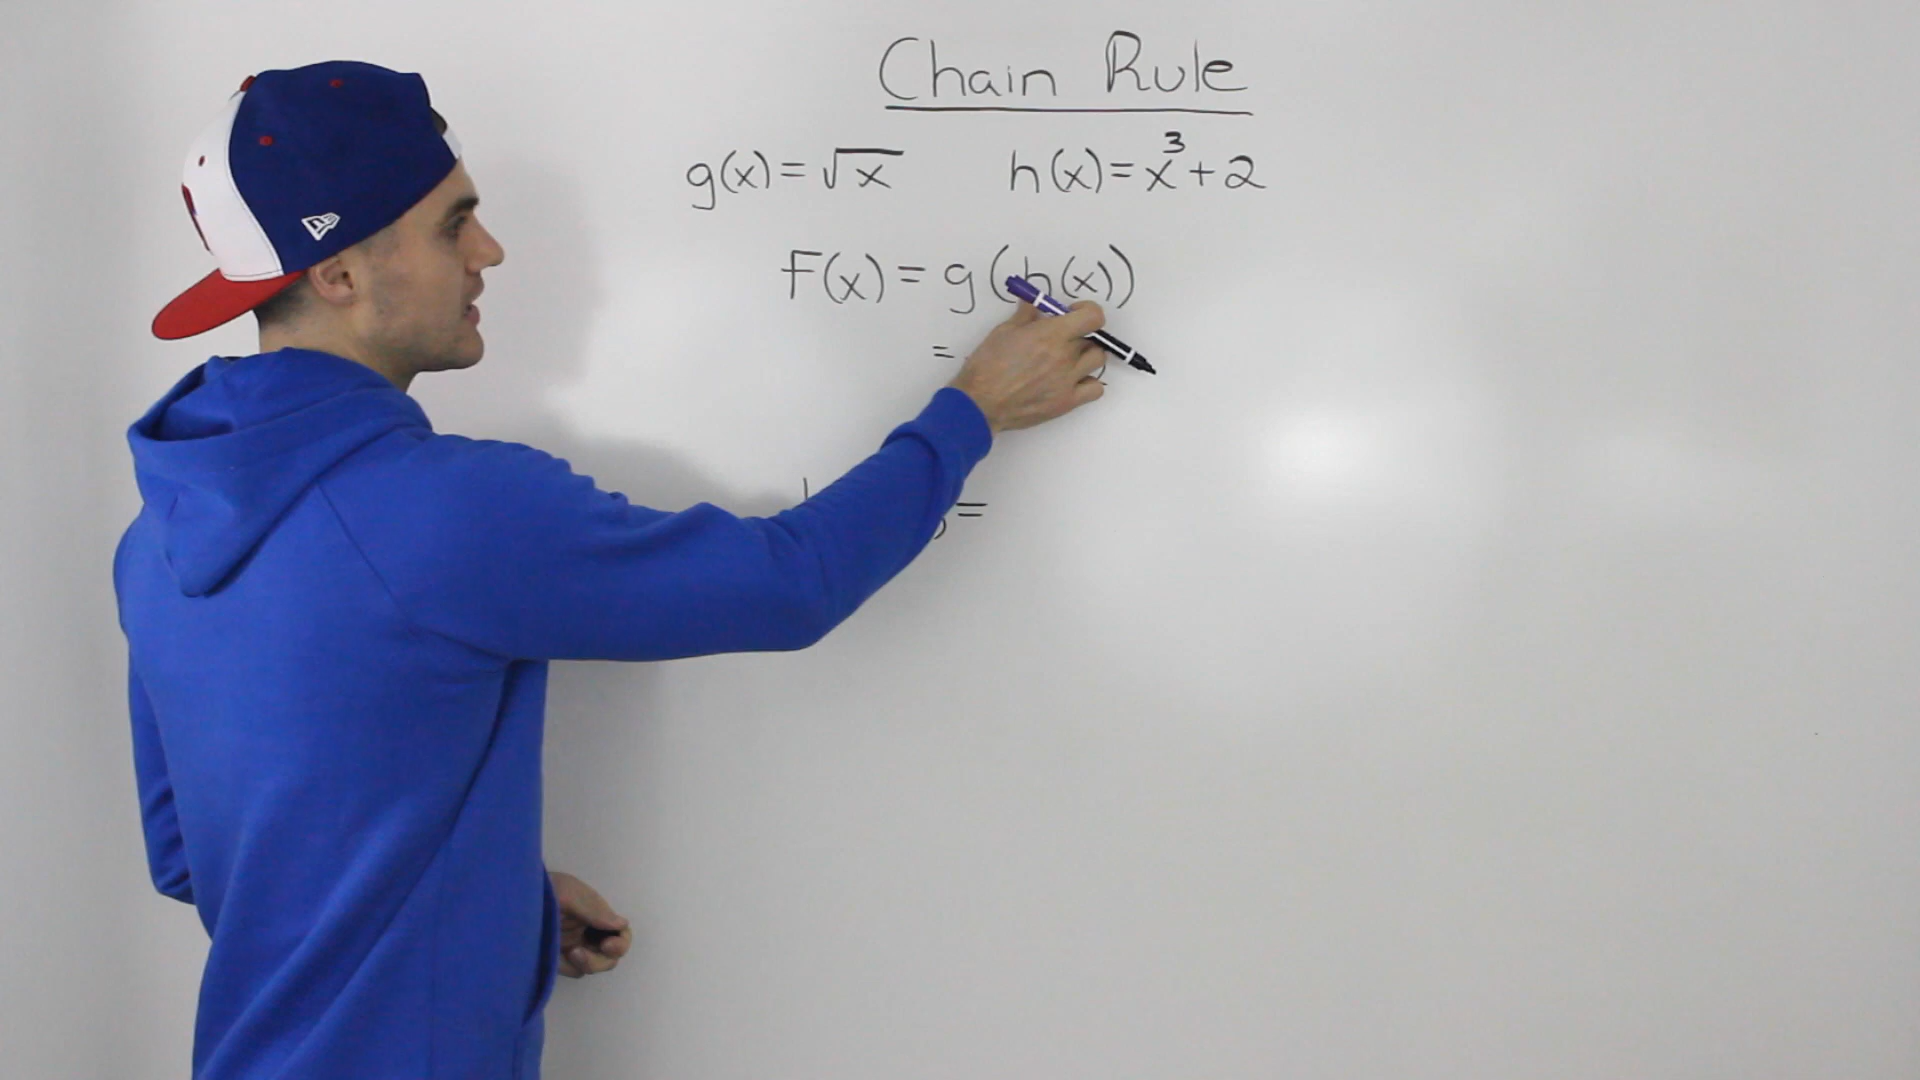 Chain Rule
g(x) = √x h(x) = x³ + 2
F(x) = g(h(x))
=
=